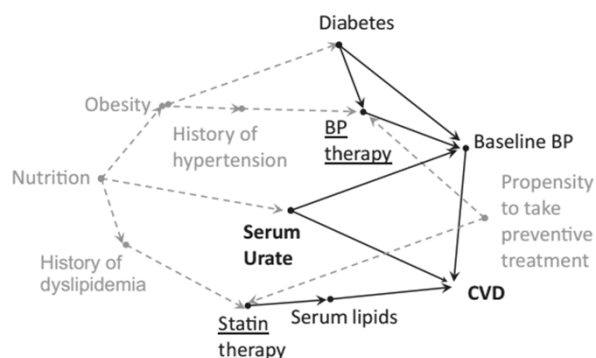 Diabetes
Obesity
History of
hypertension
BP
therapy
Baseline BP
Nutrition
Propensity
to take
preventive
treatment
Serum
Urate
History of
dyslipidemia
CVD
Statin
therapy
Serum lipids